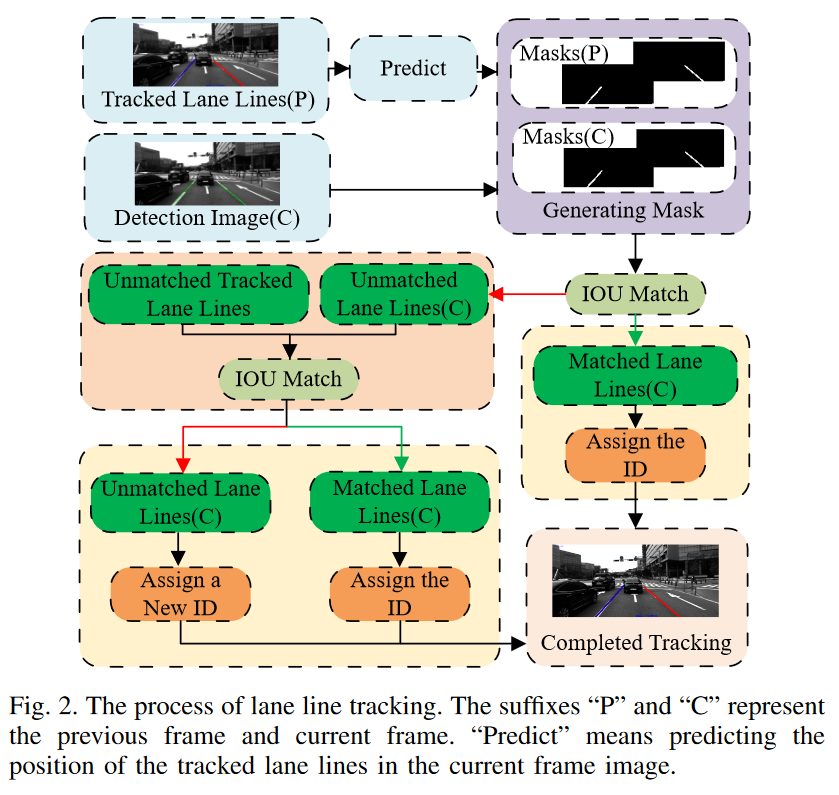 Tracked Lane Lines(P)
Predict
Masks(P)
Masks(C)
Generating Mask
Detection Image(C)
Unmatched Tracked
Lane Lines
Unmatched
Lane Lines(C)
IOU Match
IOU Match
Matched Lane
Lines(C)
Assign the
ID
Unmatched Lane
Lines(C)
Matched Lane
Lines(C)
Assign a
New ID
Assign the
ID
Completed Tracking
Fig. 2. The process of lane line tracking. The suffixes “P” and “C” represent
the previous frame and current frame. “Predict” means predicting the
position of the tracked lane lines in the current frame image.